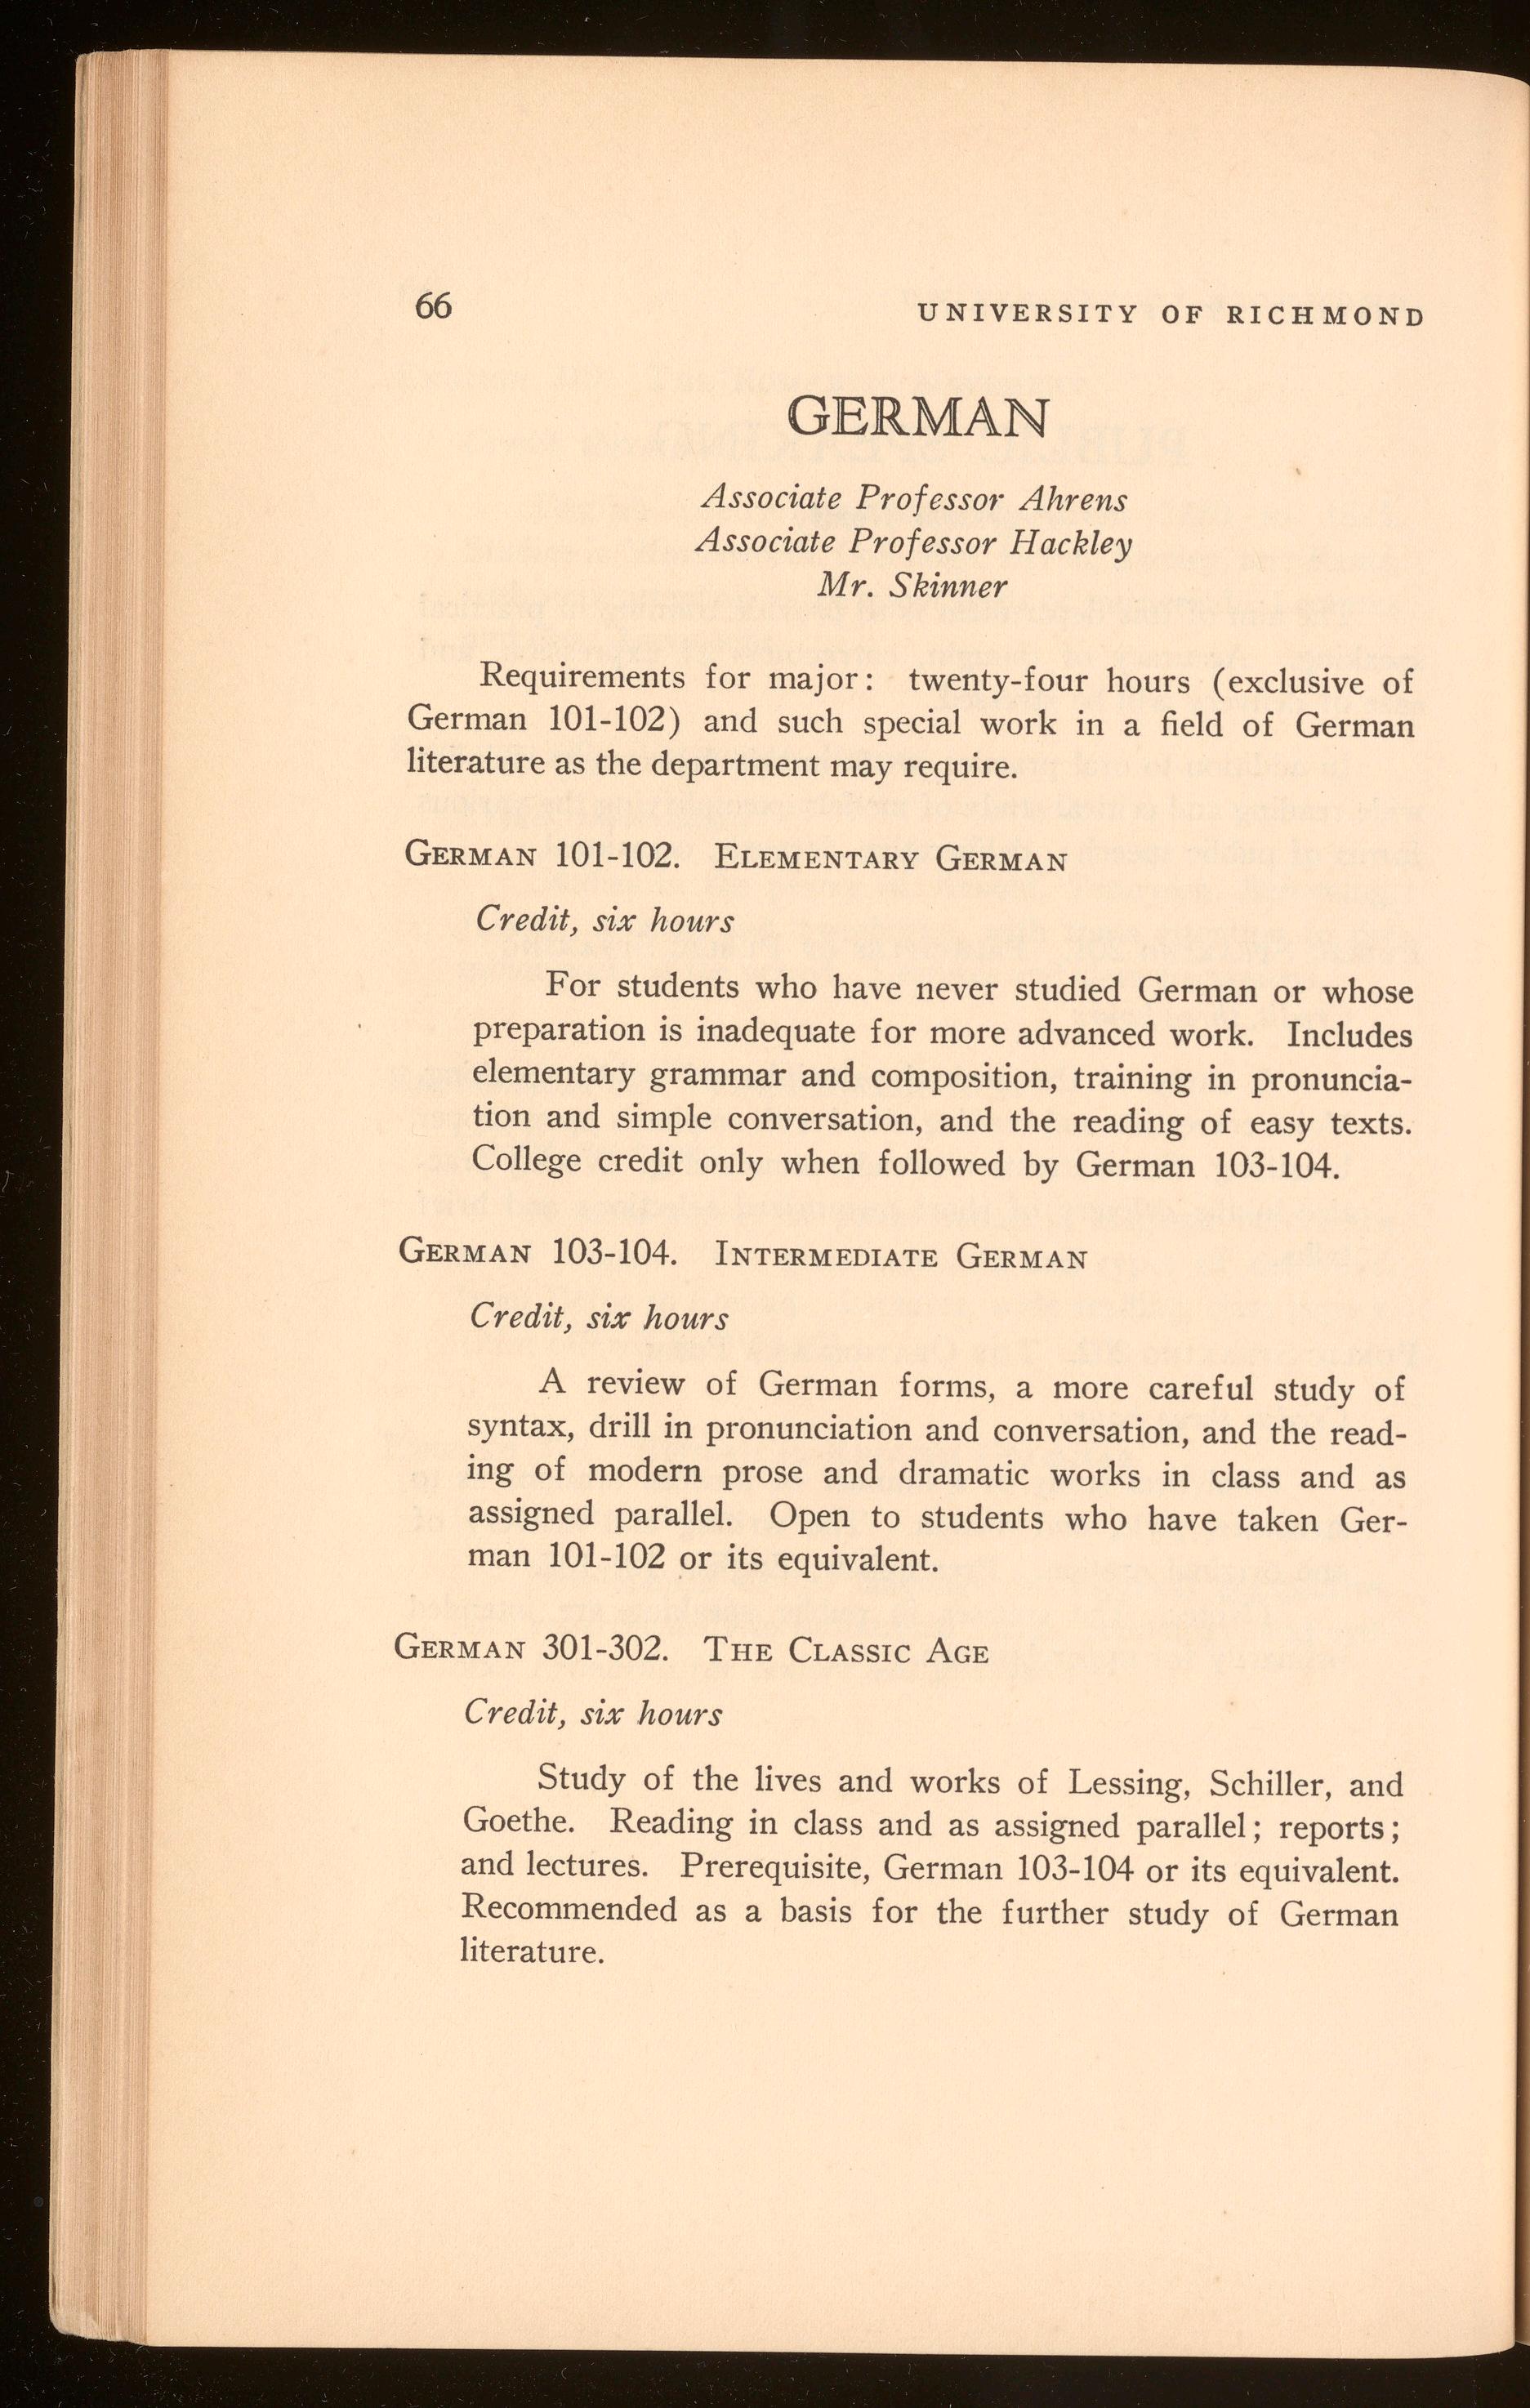 66 UNIVERSITY OF RICHMOND
GERMAN
Associate Professor Ahrens
Associate Professor Hackley
Mr. Skinner
Requirements for major: twenty-four hours (exclusive of
German 101-102) and such special work in a field of German
literature as the department may require.
GERMAN 101-102. ELEMENTARY GERMAN
Credit, six hours
For students who have never studied German or whose
preparation is inadequate for more advanced work. Includes
elementary grammar and composition, training in pronuncia-
tion and simple conversation, and the reading of easy texts.
College credit only when followed by German 103-104.
GERMAN 103-104. INTERMEDIATE GERMAN
Credit, six hours
A review of German forms, a more careful study of
syntax, drill in pronunciation and conversation, and the read-
ing of modern prose and dramatic works in class and as
assigned parallel. Open to students who have taken Ger-
man 101-102 or its equivalent.
GERMAN 301-302. THE CLASSIC AGE
Credit, six hours
Study of the lives and works of Lessing, Schiller, and
Goethe. Reading in class and as assigned parallel; reports;
and lectures. Prerequisite, German 103-104 or its equivalent.
Recommended as a basis for the further study of German
literature.